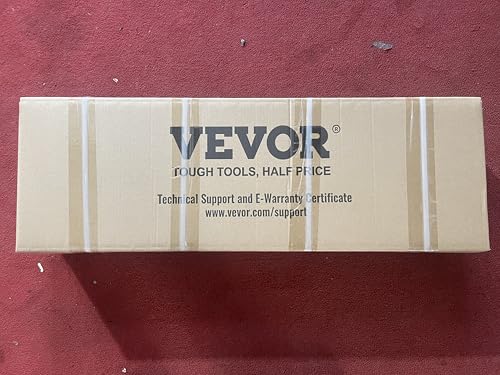 VEVOR®
TOUGH TOOLS, HALF PRICE
Technical Support and E-Warranty Certificate
www.vevor.com/support